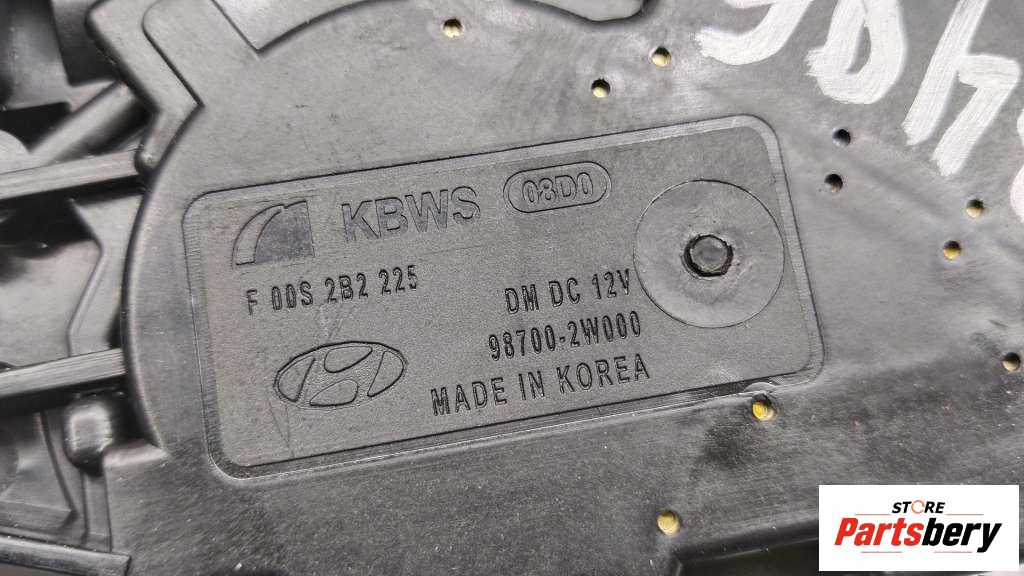 KBWS 08D0
F 00S 2B2 225
DM DC 12V
98700-2W000
MADE IN KOREA
STORE
Partsbery